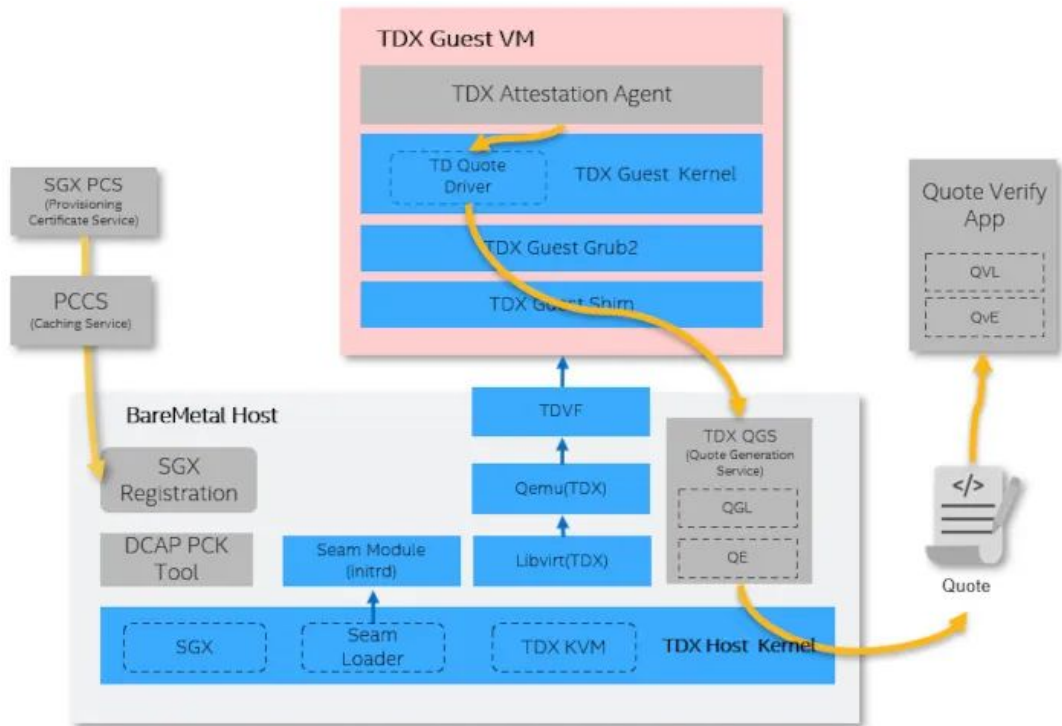 TDX Guest VM
TDX Attestation Agent
TD Quote
Driver
TDX Guest Kernel
TDX Guest Grub2
TDX Guest Shim
SGX PCS
(Provisioning
Certificate Service)
PCCS
(Caching Service)
Quote Verify
App
QVL
QvE
BareMetal Host
SGX
Registration
DCAP PCK
Tool
Seam Module
(initrd)
TDVF
Qemu(TDX)
Libvirt(TDX)
TDX QGS
(Quote Generation
Service)
QGL
QE
</>
Quote
SGX
Seam
Loader
TDX KVM
TDX Host Kernel